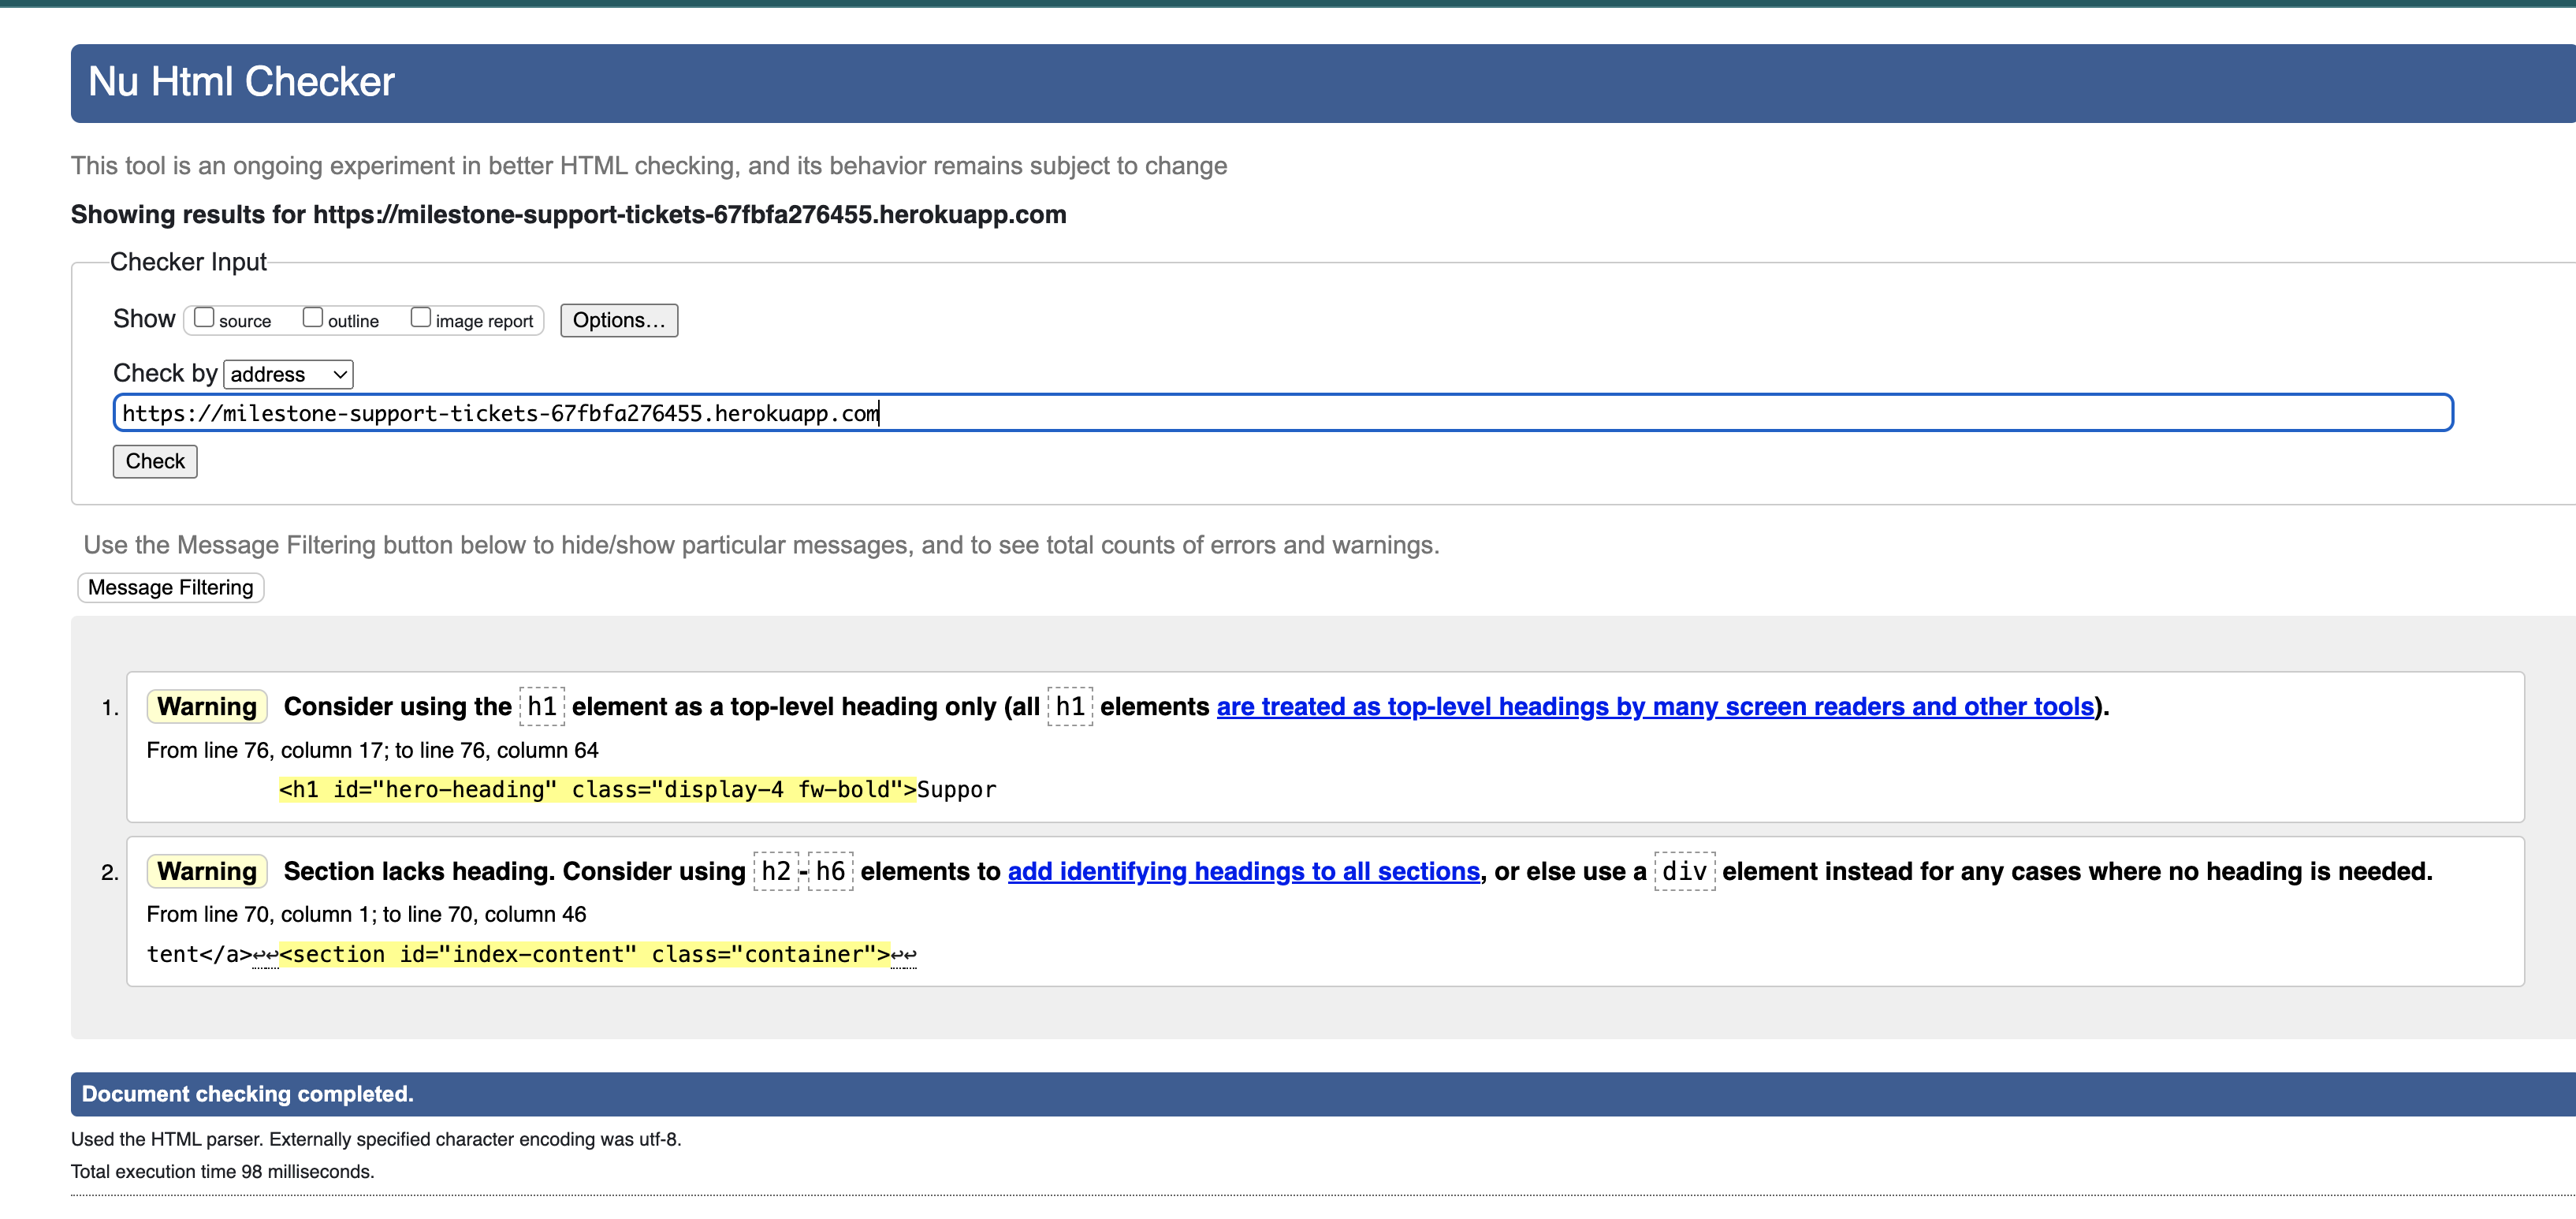 Nu Html Checker
This tool is an ongoing experiment in better HTML checking, and its behavior remains subject to change
Showing results for https://milestone-support-tickets-67fbfa276455.herokuapp.com
Checker Input
Show source outline image report Options...
Check by address
https://milestone-support-tickets-67fbfa276455.herokuapp.com
Check
Use the Message Filtering button below to hide/show particular messages, and to see total counts of errors and warnings.
Message Filtering
1. Warning Consider using the h1 element as a top-level heading only (all h1 elements are treated as top-level headings by many screen readers and other tools).
From line 76, column 17; to line 76, column 64
<h1 id="hero-heading" class="display-4 fw-bold">Suppor
2. Warning Section lacks heading. Consider using h2-h6 elements to add identifying headings to all sections, or else use a div element instead for any cases where no heading is needed.
From line 70, column 1; to line 70, column 46
tent</a>↩↩<section id="index-content" class="container">↩↩
Document checking completed.
Used the HTML parser. Externally specified character encoding was utf-8.
Total execution time 98 milliseconds.